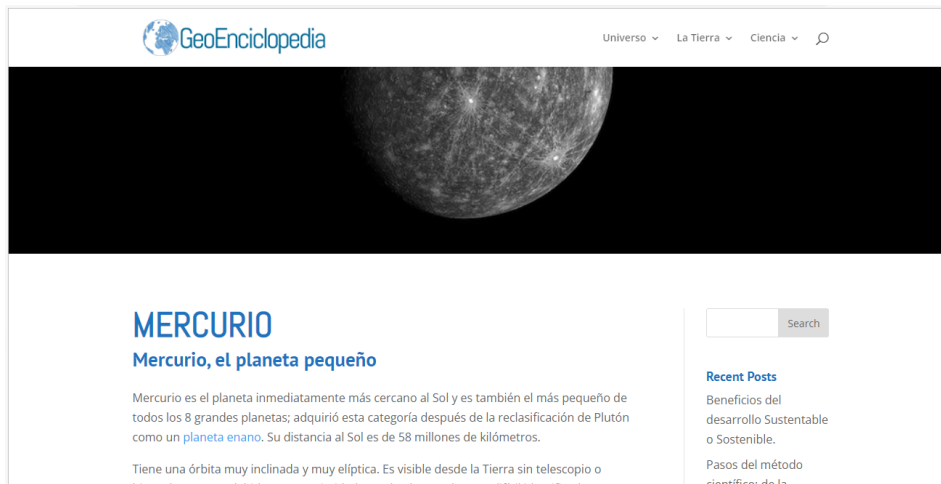 GeoEnciclopedia
Universo
La Tierra
Ciencia
MERCURIO
Mercurio, el planeta pequeño
Mercurio es el planeta inmediatamente más cercano al Sol y es también el más pequeño de
todos los 8 grandes planetas; adquirió esta categoría después de la reclasificación de Plutón
como un planeta enano. Su distancia al Sol es de 58 millones de kilómetros.
Tiene una órbita muy inclinada y muy elíptica. Es visible desde la Tierra sin telescopio o
Search
Recent Posts
Beneficios del
desarrollo Sustentable
o Sostenible.
Pasos del método
científico: de la